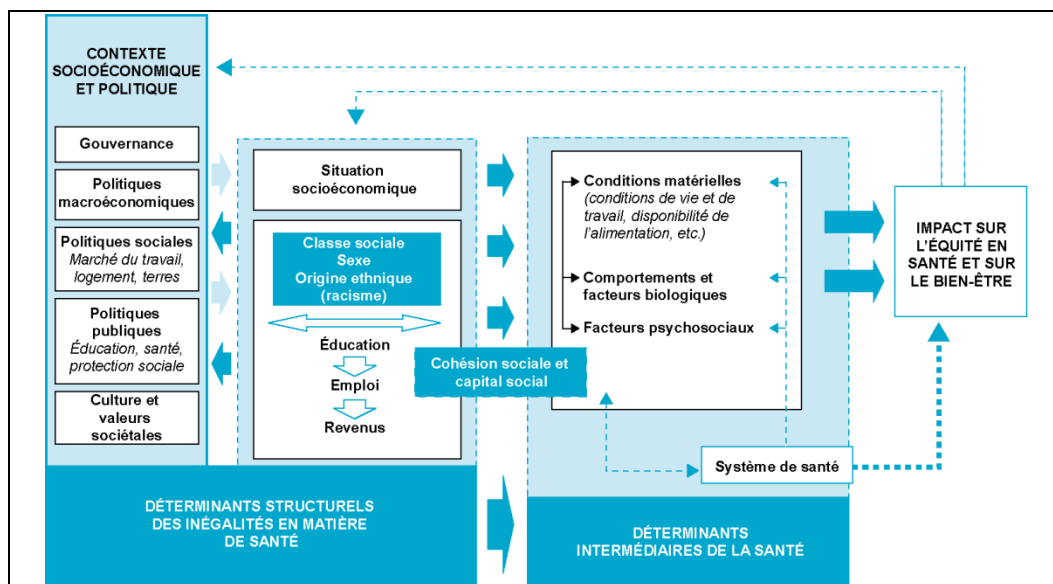 CONTEXTE
SOCIOÉCONOMIQUE
ET POLITIQUE
Gouvernance
Politiques
macroéconomiques
Politiques sociales
Marché du travail,
logement, terres
Politiques
publiques
Éducation, santé,
protection sociale
Culture et
valeurs
sociétales
Situation
socioéconomique
Classe sociale
Sexe
Origine ethnique
(racisme)
Éducation
Emploi
Revenus
Cohésion sociale et
capital social
Conditions matérielles
(conditions de vie et de
travail, disponibilité de
l'alimentation, etc.)
Comportements et
facteurs biologiques
Facteurs psychosociaux
Système de santé
IMPACT SUR
L'ÉQUITÉ EN
SANTÉ ET SUR
LE BIEN-ÊTRE
DÉTERMINANTS STRUCTURELS
DES INÉGALITÉS EN MATIÈRE
DE SANTÉ
DÉTERMINANTS
INTERMÉDIAIRES DE LA SANTÉ